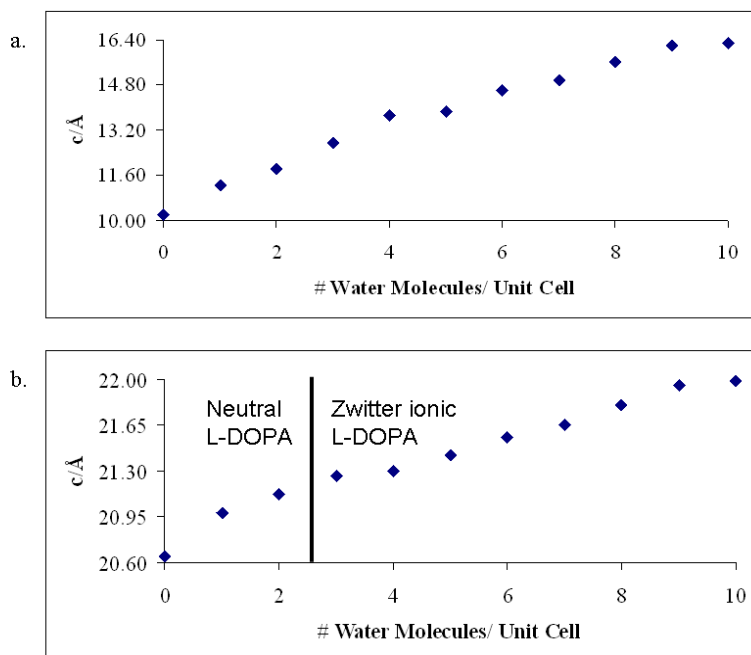 a.
16.40
14.80
13.20
11.60
10.00
c/Å
0 2 4 6 8 10
# Water Molecules/ Unit Cell
b.
22.00
21.65
21.30
20.95
20.60
c/Å
Neutral
L-DOPA
Zwitter ionic
L-DOPA
0 2 4 6 8 10
# Water Molecules/ Unit Cell